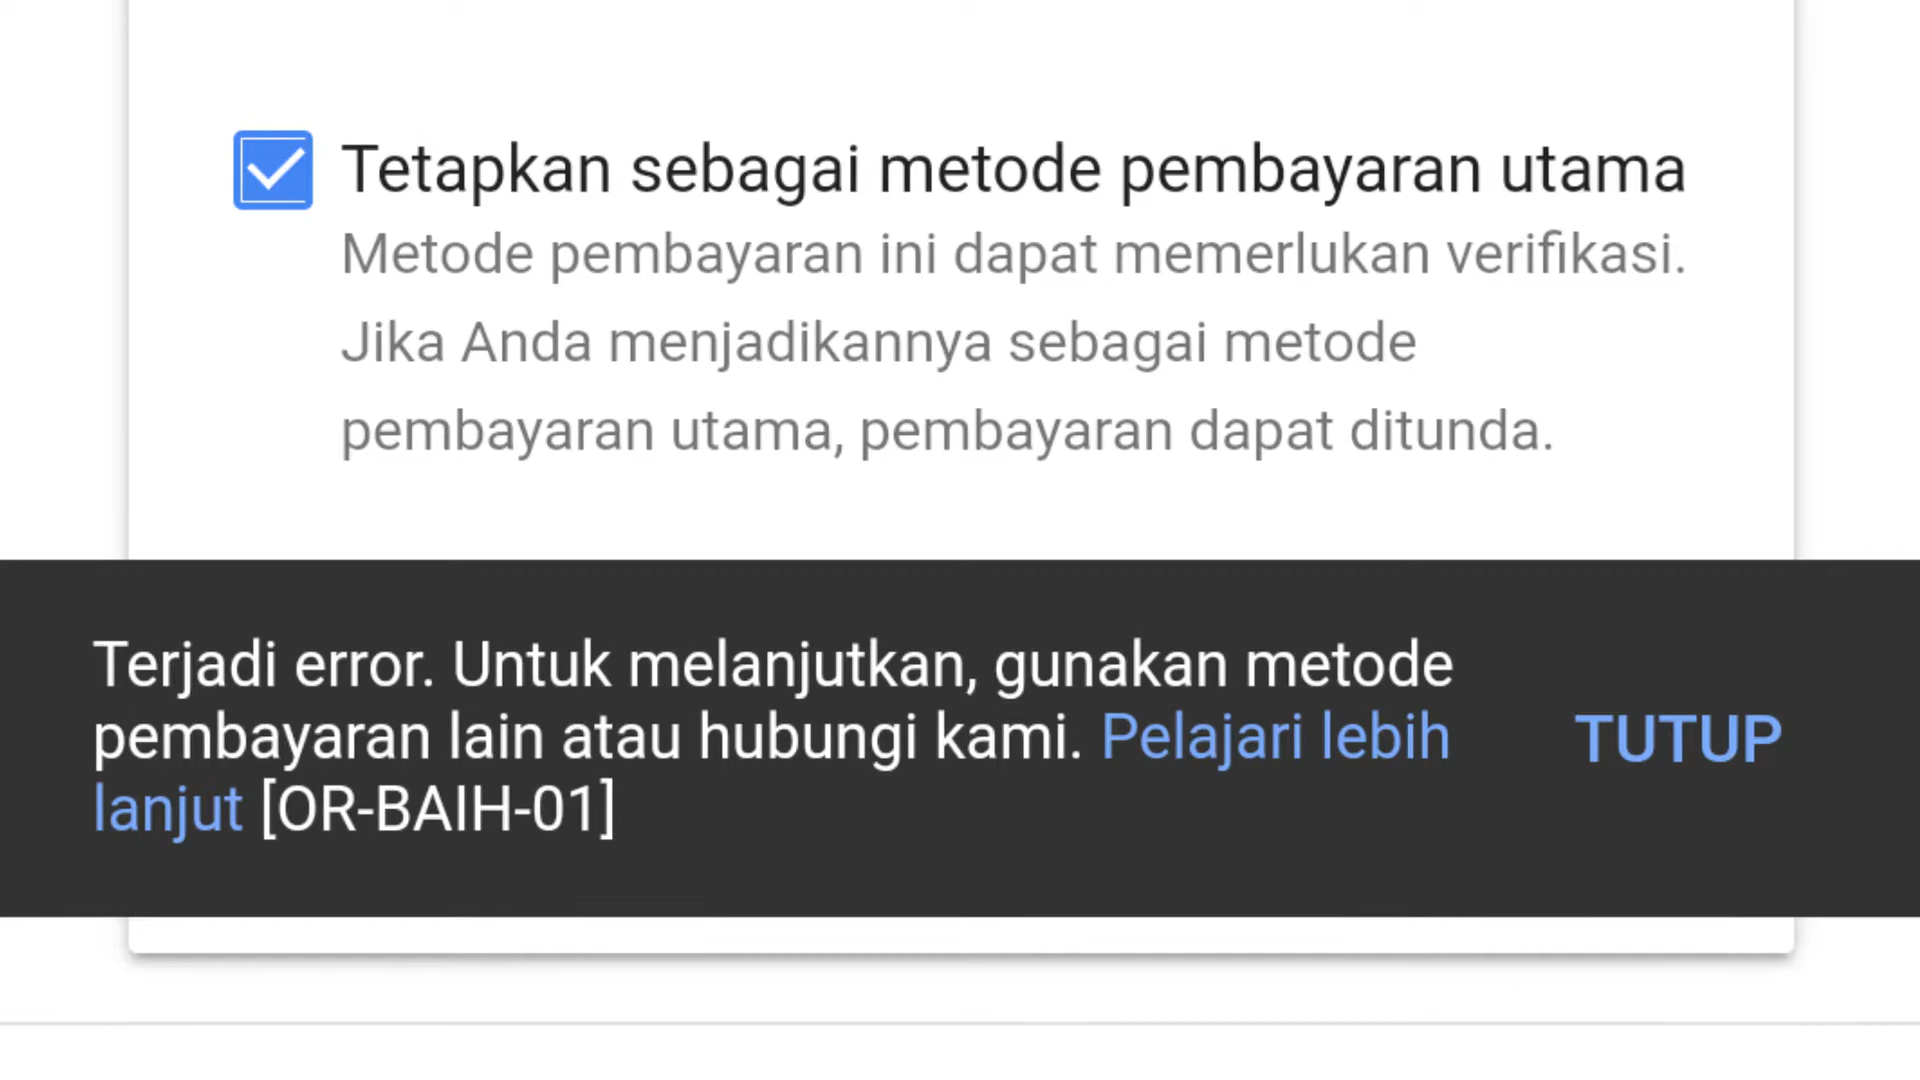 Tetapkan sebagai metode pembayaran utama
Metode pembayaran ini dapat memerlukan verifikasi.
Jika Anda menjadikannya sebagai metode
pembayaran utama, pembayaran dapat ditunda.
Terjadi error. Untuk melanjutkan, gunakan metode
pembayaran lain atau hubungi kami. Pelajari lebih
lanjut [OR-BAIH-01]
TUTUP